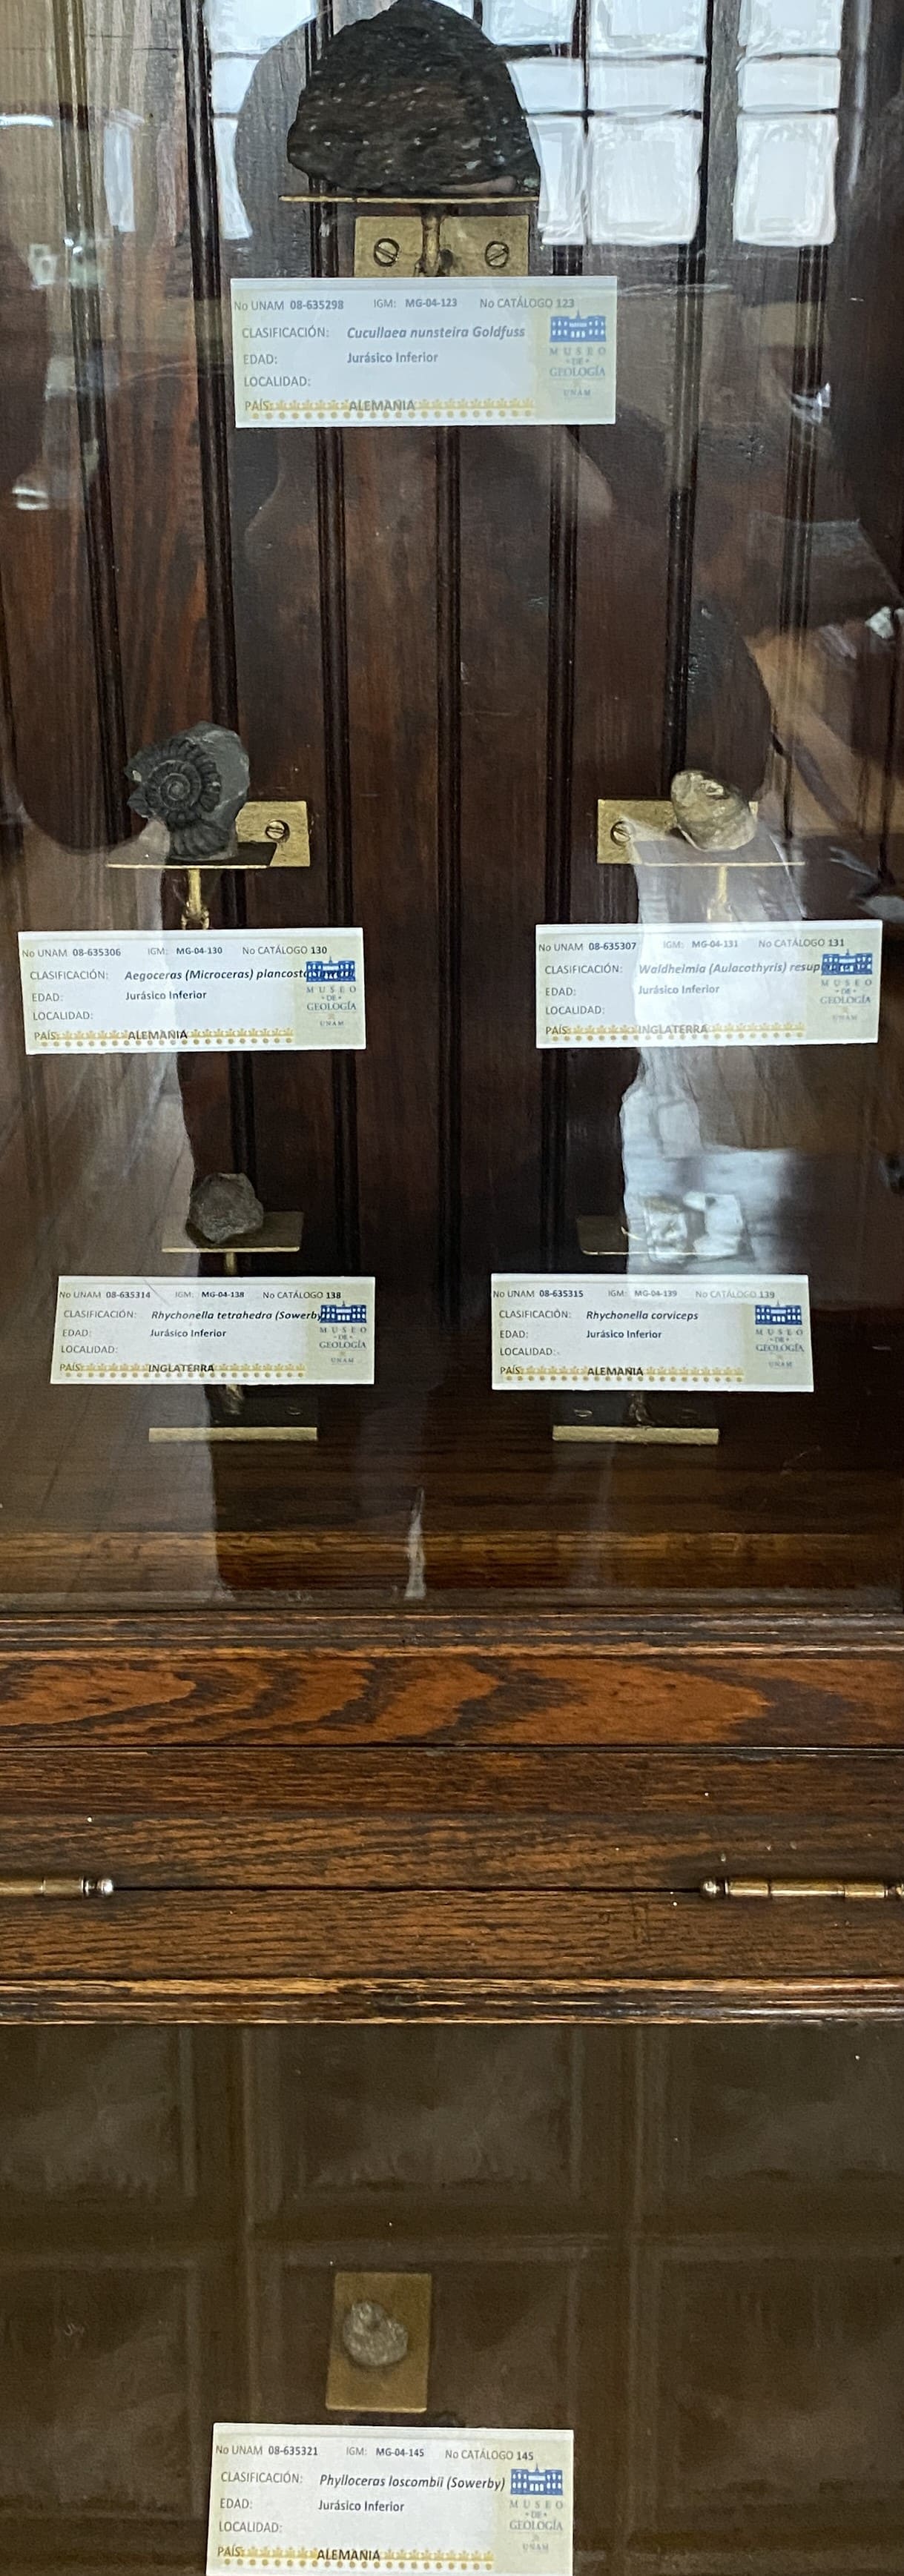 No UNAM 08-635298 IGM: MG-04-123 No CATÁLOGO 123
CLASIFICACIÓN: Cucullaea nunsteira Goldfuss
EDAD: Jurásico Inferior
LOCALIDAD:
PAÍS: ALEMANIA
MUSEO
DE
GEOLOGÍA
UNAM
No UNAM 08-635306 IGM: MG-04-130 No CATÁLOGO 130
CLASIFICACIÓN: Aegoceras (Microceras)
EDAD: Jurásico Inferior
LOCALIDAD:
PAÍS: ALEMANIA
MUSEO
DE
GEOLOGÍA
UNAM
No UNAM 08-635307 IGM: MG-04-131 No CATÁLOGO 131
CLASIFICACIÓN: Waldheimia (Aulacothyris)
EDAD: Jurásico Inferior
LOCALIDAD:
PAÍS: INGLATERRA
MUSEO
DE
GEOLOGÍA
UNAM
No UNAM 08-635314 IGM: MG-04-138 No CATÁLOGO 138
CLASIFICACIÓN: Rhychonella tetrahedra (Sowerby
EDAD: Jurásico Inferior
LOCALIDAD:
PAÍS: INGLATERRA
MUSEO
DE
GEOLOGÍA
UNAM
No UNAM 08-635315 IGM: MG-04-139 No CATÁLOGO 139
CLASIFICACIÓN: Rhychonella corviceps
EDAD: Jurásico Inferior
LOCALIDAD:
PAÍS: ALEMANIA
MUSEO
DE
GEOLOGÍA
UNAM
No UNAM 08-635321 IGM: MG-04-145 No CATÁLOGO 145
CLASIFICACIÓN: Phylloceras loscombii (Sowerby)
EDAD: Jurásico Inferior
LOCALIDAD:
PAÍS: ALEMANIA
MUSEO
DE
GEOLOGÍA
UNAM